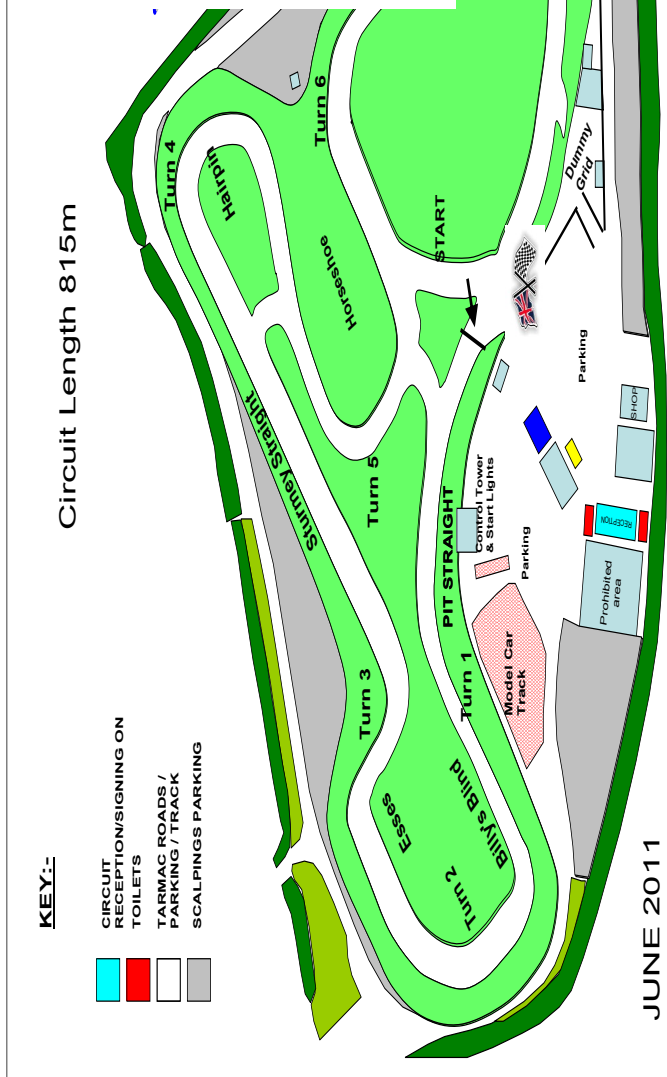 Circuit Length 815m
KEY:-
CIRCUIT
RECEPTION/SIGNING ON
TOILETS
TARMAC ROADS /
PARKING / TRACK
SCALPINGS PARKING
Turn 4
Hairpin
Turn 6
Horseshoe
START
Dummy
Grid
Sturmey Straight
Turn 5
PIT STRAIGHT
Control Tower
& Start Lights
Parking
Parking
SHOP
RECEPTION
Prohibited
area
Turn 3
Turn 1
Model Car
Track
Esses
Billy's Blind
Turn 2
JUNE 2011